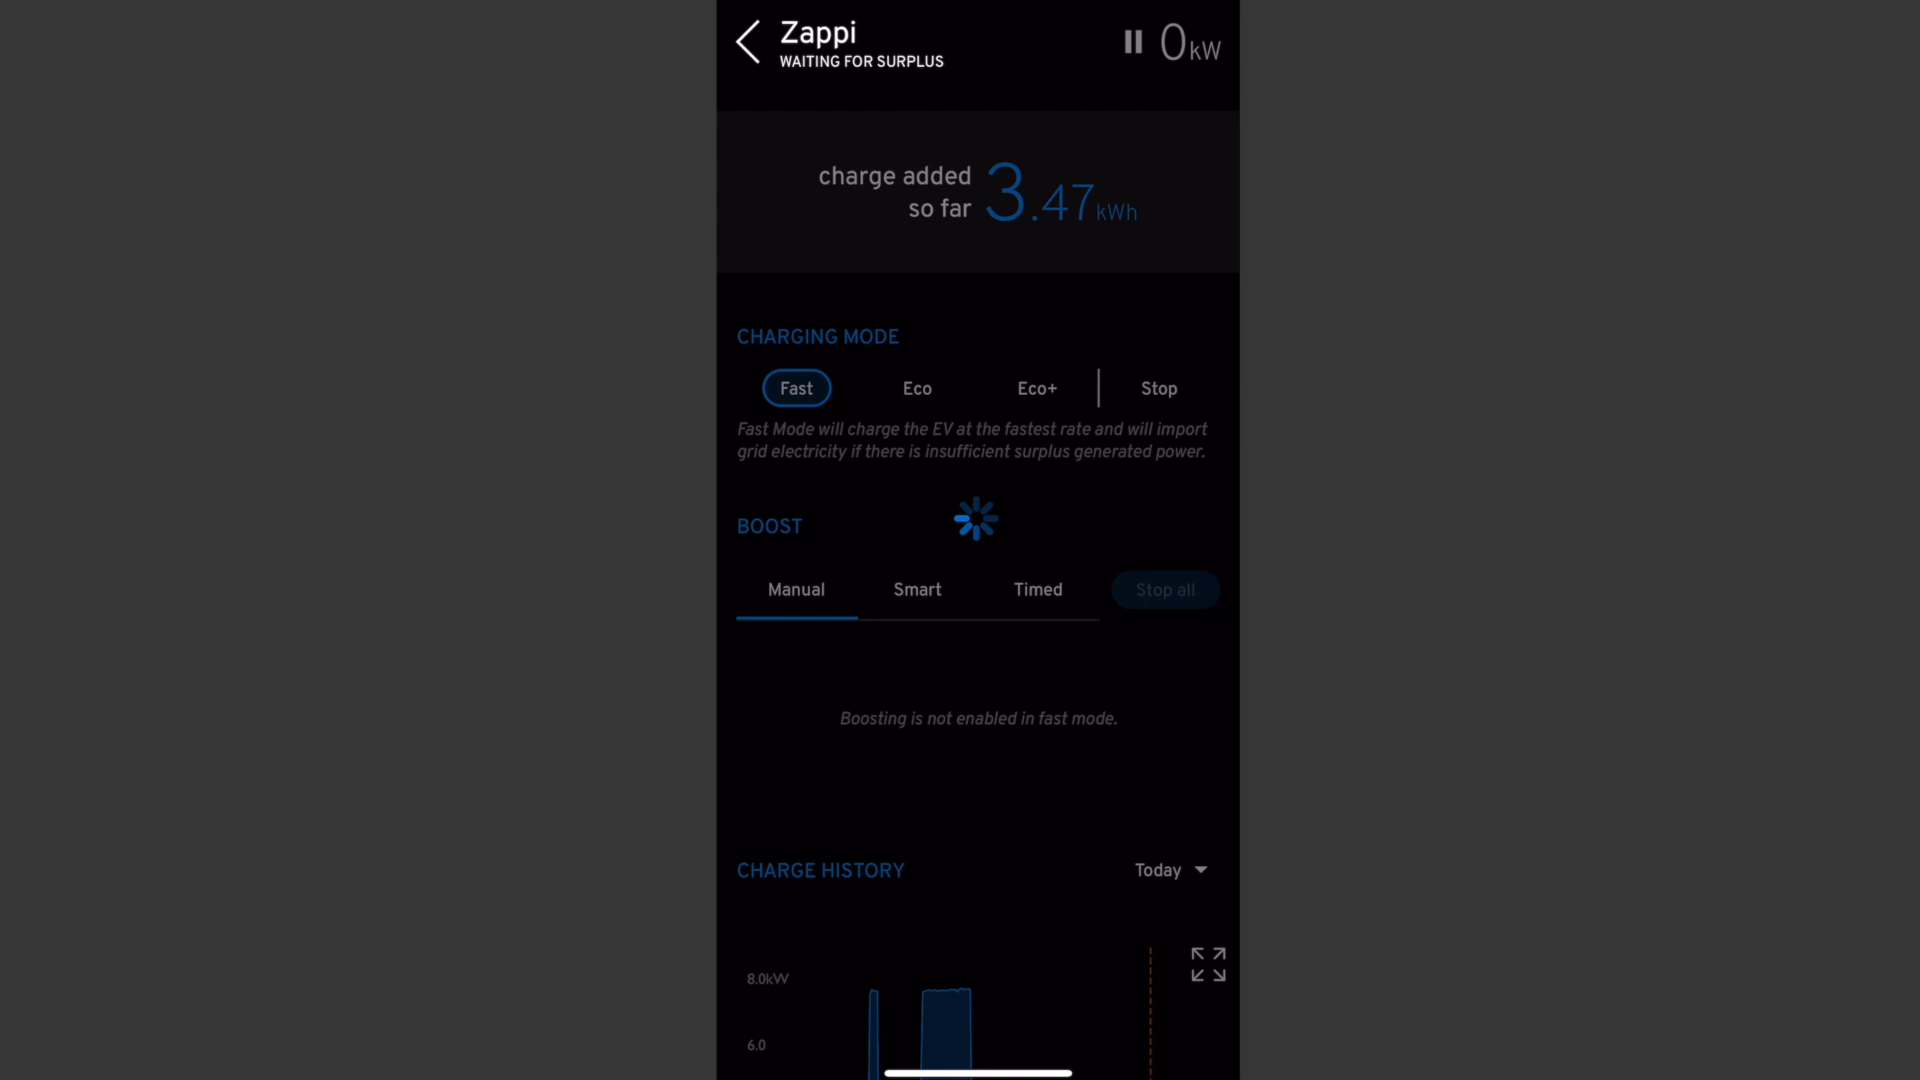 Zappi
WAITING FOR SURPLUS
0kW
charge added
so far
3.47kWh
CHARGING MODE
Fast Eco Eco+ Stop
Fast Mode will charge the EV at the fastest rate and will import
grid electricity if there is insufficient surplus generated power.
BOOST
Manual Smart Timed Stop all
Boosting is not enabled in fast mode.
CHARGE HISTORY Today
8.0kW
6.0